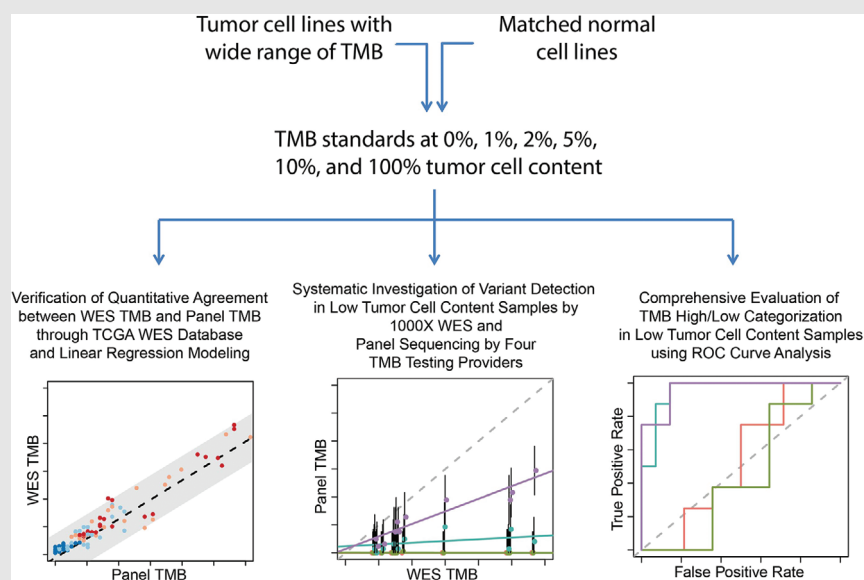 Tumor cell lines with
wide range of TMB
Matched normal
cell lines
TMB standards at 0%, 1%, 2%, 5%,
10%, and 100% tumor cell content
Verification of Quantitative Agreement
between WES TMB and Panel TMB
through TCGA WES Database
and Linear Regression Modeling
WES TMB
Panel TMB
Systematic Investigation of Variant Detection
in Low Tumor Cell Content Samples by
1000X WES and
Panel Sequencing by Four
TMB Testing Providers
Panel TMB
WES TMB
Comprehensive Evaluation of
TMB High/Low Categorization
in Low Tumor Cell Content Samples
using ROC Curve Analysis
True Positive Rate
False Positive Rate